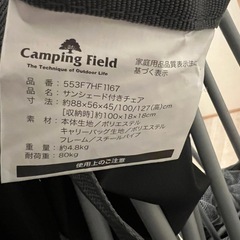 Camping Field
The Technique of Outdoor Life
家庭用品品質表示法に
基づく表示
品番：553F7HF1167
品名：サンシェード付きチェア
寸法：約88×56×45/100/127(高)cm
【収納時】約100×18×18cm
素材：本体生地／ポリエステル
キャリーバッグ生地／ポリエステル
フレーム／スチールパイプ
重量：約4.8kg
耐荷重：80kg
使用上のご注意